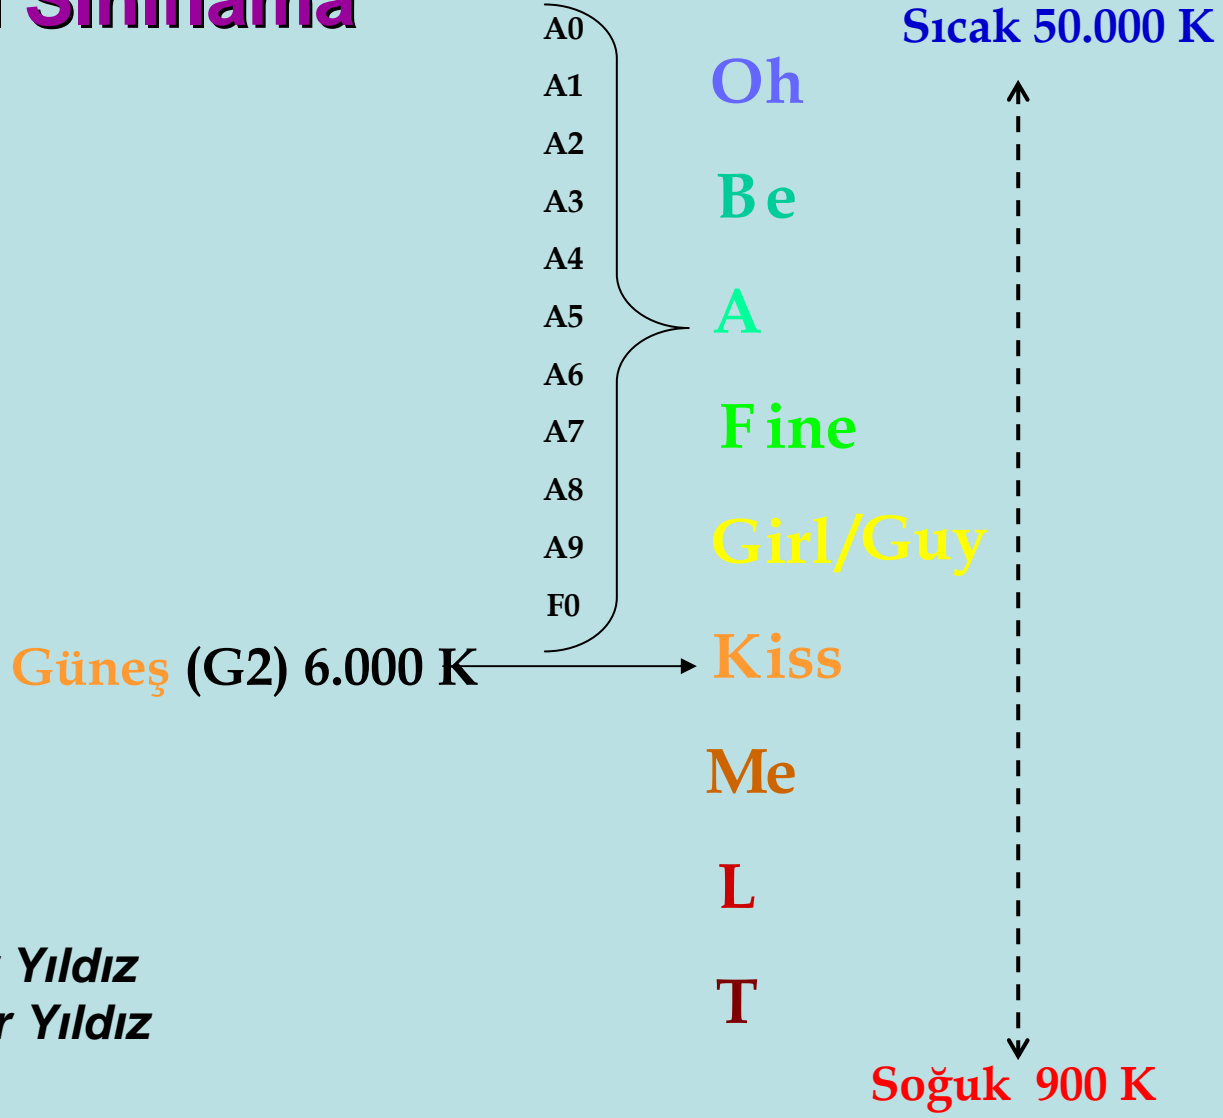 Sınıflama
A0
A1
A2
A3
A4
A5
A6
A7
A8
A9
F0
Sıcak 50.000 K
Oh
Be
A
Fine
Girl/Guy
Güneş (G2) 6.000 K
Kiss
Me
L
T
Yıldız
Yıldız
Soğuk 900 K